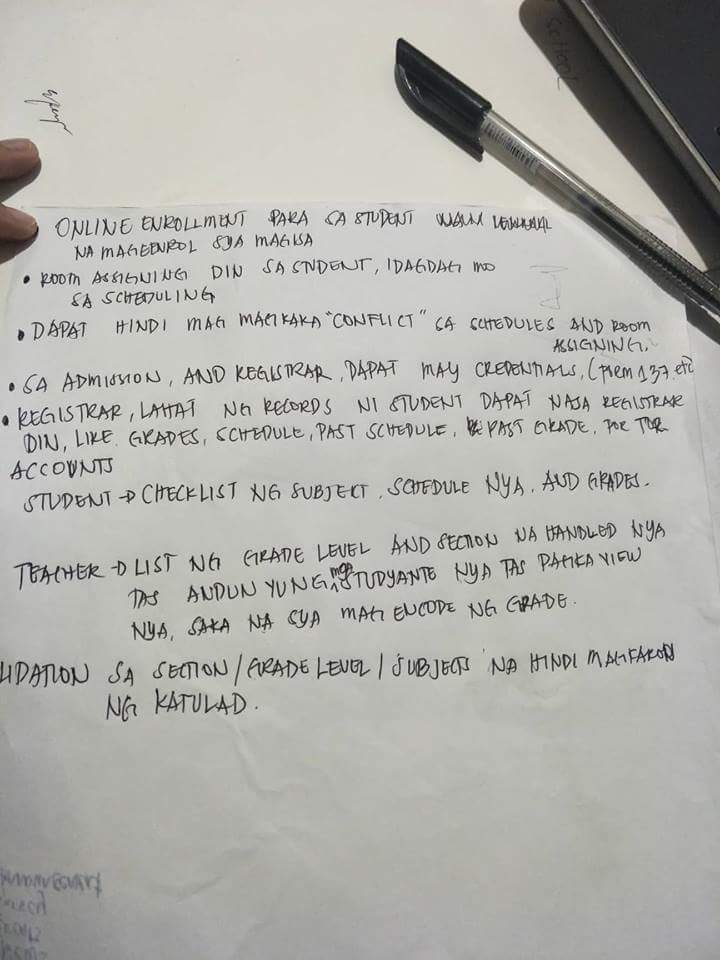 SCHOOL
ONLINE ENROLLMENT PARA SA STUDENT
NA MAGEENROL SYA MAGISA
• ROOM ASSIGNING DIN SA STUDENT, IDAGDAG MO
SA SCHEDULING
• DAPAT HINDI MAG MAGKAKA "CONFLICT" SA SCHEDULES AND ROOM
ASSIGNING.
• SA ADMISSION, AND REGISTRAR, DAPAT MAY CREDENTIALS, (FORM 137, etc
• REGISTRAR, LAHAT NG RECORDS NI STUDENT DAPAT NASA REGISTRAR
DIN, LIKE GRADES, SCHEDULE, PAST SCHEDULE, PAST GRADE, FOR TOR
ACCOUNTS
STUDENT → CHECKLIST NG SUBJECT, SCHEDULE NYA, AND GRADES.
TEACHER → LIST NG GRADE LEVEL AND SECTION NA HANDLED NYA
TAS ANDUN YUNG mga STUDYANTE NYA TAS PAGKA VIEW
NYA, SAKA NA SYA MAG ENCODE NG GRADE.
LIDATION SA SECTION/GRADE LEVEL/SUBJECTS NA HINDI MAGKARON
NG KATULAD.